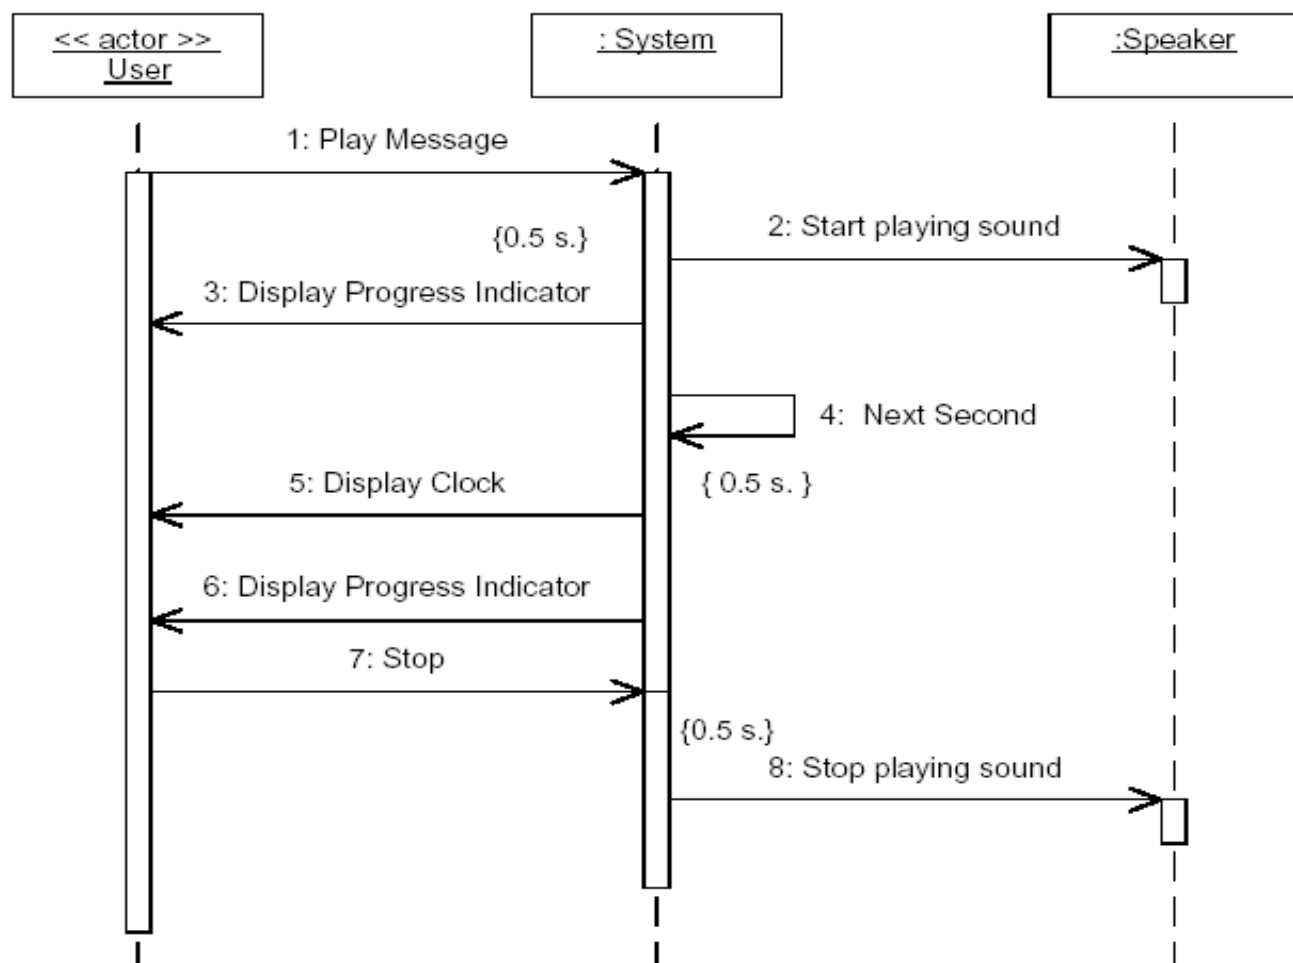 << actor >>
User
: System
:Speaker
1: Play Message
2: Start playing sound
{0.5 s.}
3: Display Progress Indicator
4: Next Second
5: Display Clock
{ 0.5 s. }
6: Display Progress Indicator
7: Stop
{0.5 s.}
8: Stop playing sound